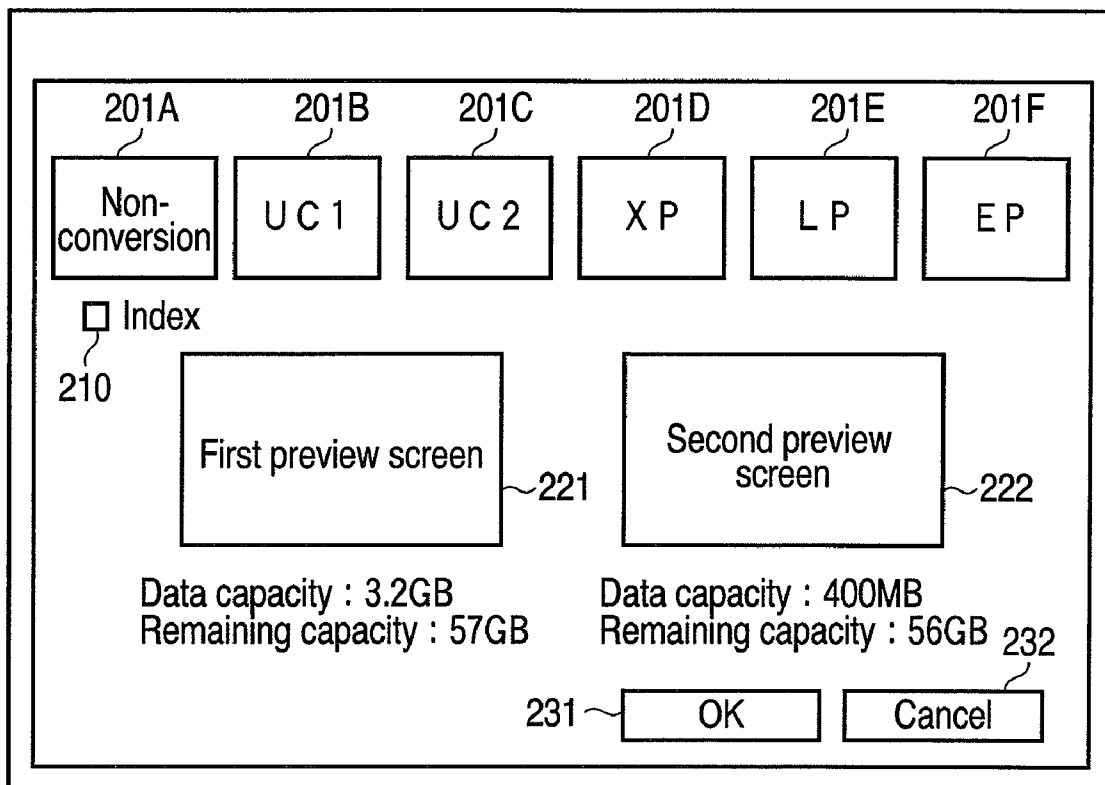 201A 201B 201C 201D 201E 201F
Non-
conversion
UC1
UC2
XP
LP
EP
Index
210
First preview screen
221
Second preview
screen
222
Data capacity : 3.2GB
Remaining capacity : 57GB
Data capacity : 400MB
Remaining capacity : 56GB
232
231
OK
Cancel